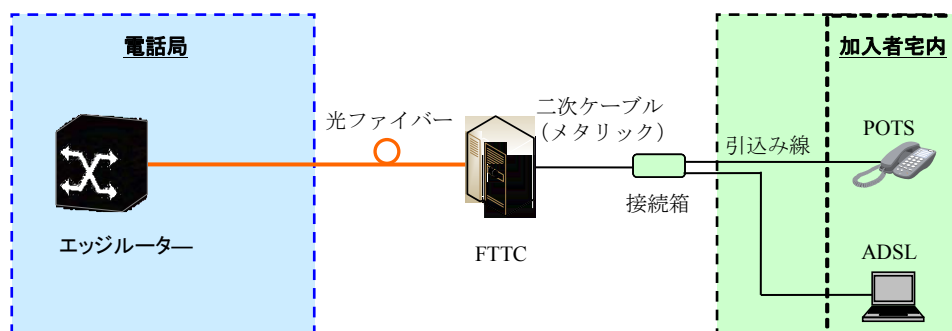 電話局
加入者宅内
光ファイバー
二次ケーブル
（メタリック）
引込み線
POTS
接続箱
エッジルーター―
FTTC
ADSL